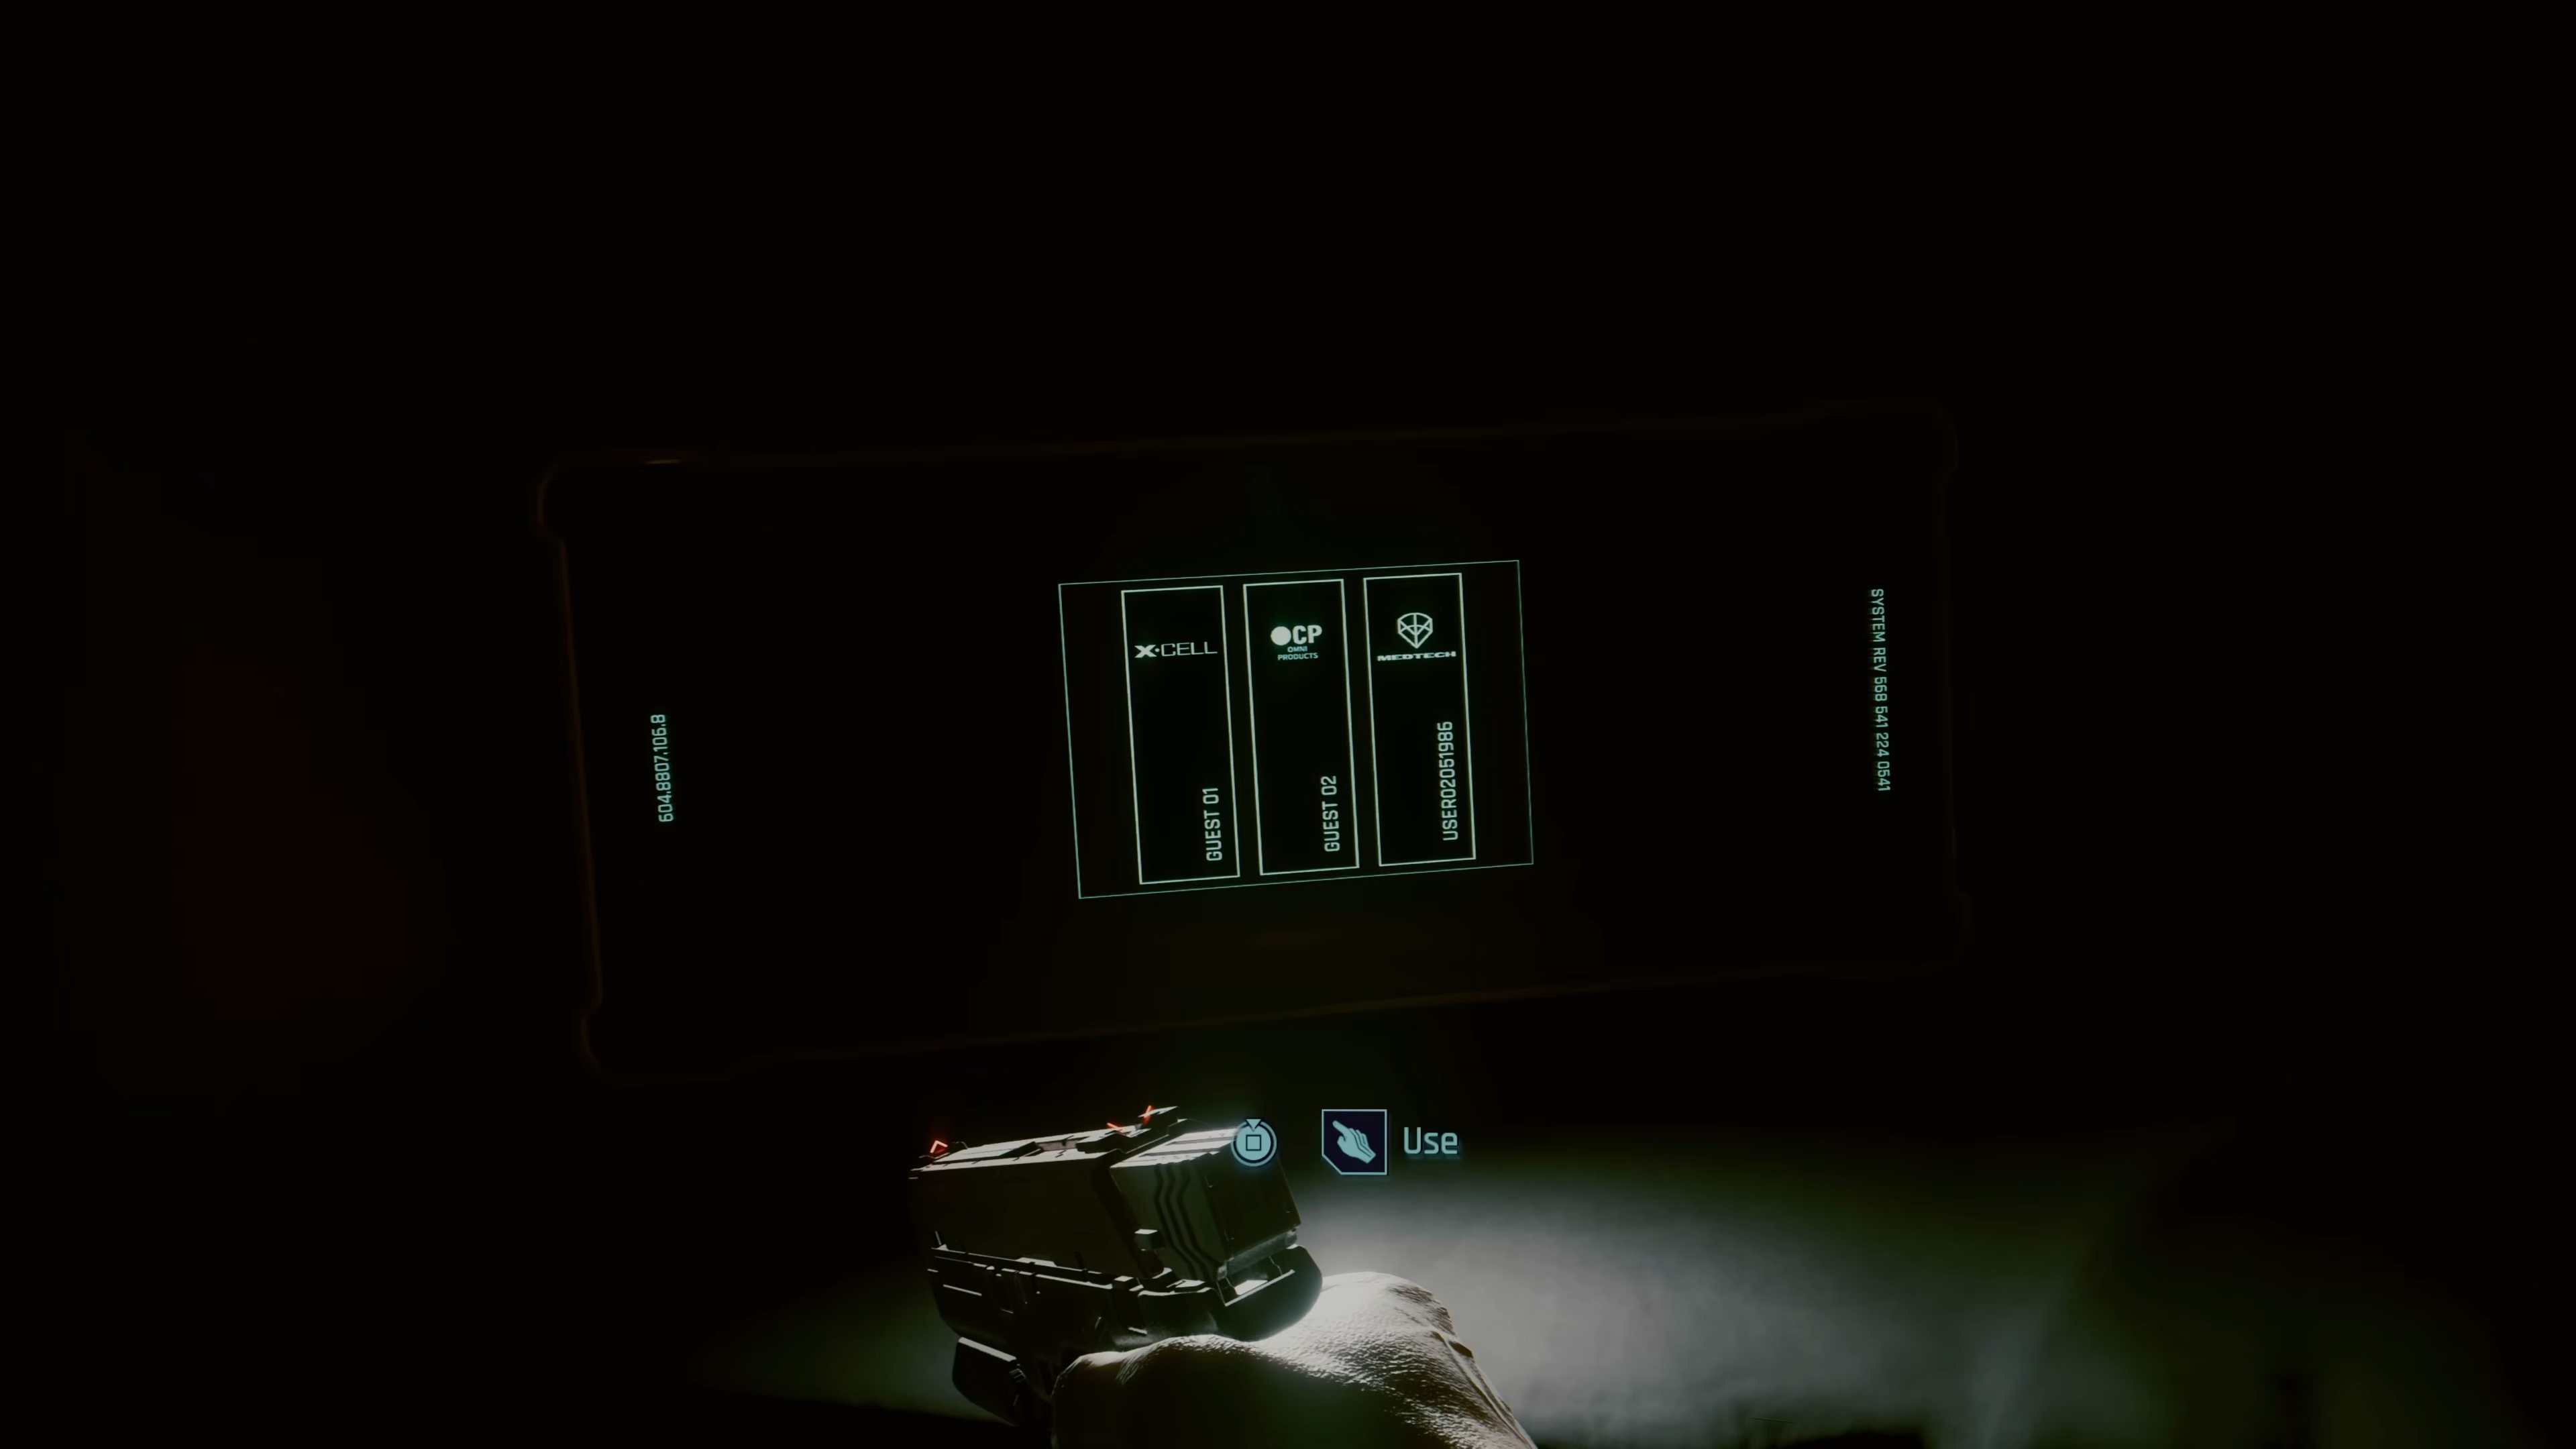 604.8807.106.8
X·CELL
GUEST 01
OCP
OMNI
PRODUCTS
GUEST 02
MEDTECH
USER02051986
SYSTEM REV 568 541 224 0541
Use